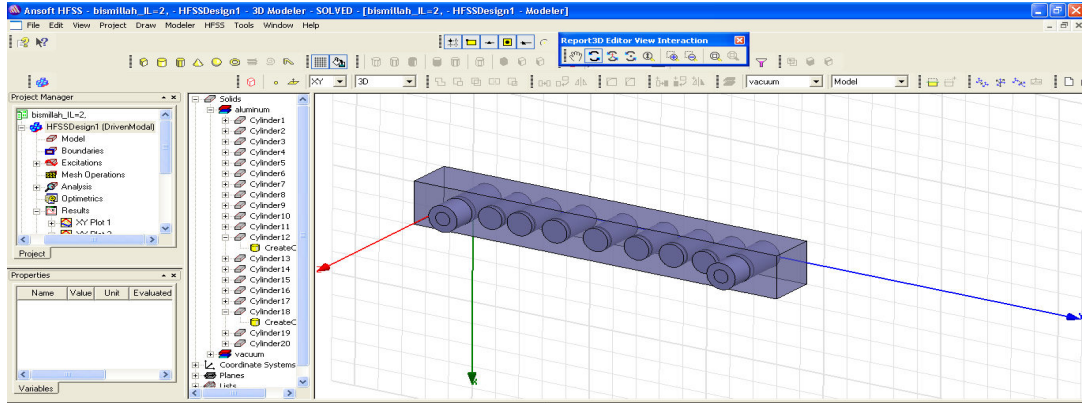 Ansoft HFSS - bismillah_IL=2, - HFSSDesign1 - 3D Modeler - SOLVED - [bismillah_IL=2, - HFSSDesign1 - Modeler]
File Edit View Project Draw Modeler HFSS Tools Window Help
Report3D Editor View Interaction
XY 3D vacuum Model
Project Manager
bismillah_IL=2,
HFSSDesign1 (DrivenModal)
Model
Boundaries
Excitations
Mesh Operations
Analysis
Optimetrics
Results
XY Plot 1
Project
Properties
Name Value Unit Evaluated
Variables
Solids
aluminum
Cylinder1
Cylinder2
Cylinder3
Cylinder4
Cylinder5
Cylinder6
Cylinder7
Cylinder8
Cylinder9
Cylinder10
Cylinder11
Cylinder12
CreateC
Cylinder13
Cylinder14
Cylinder15
Cylinder16
Cylinder17
Cylinder18
CreateC
Cylinder19
Cylinder20
vacuum
Coordinate Systems
Planes
Lists